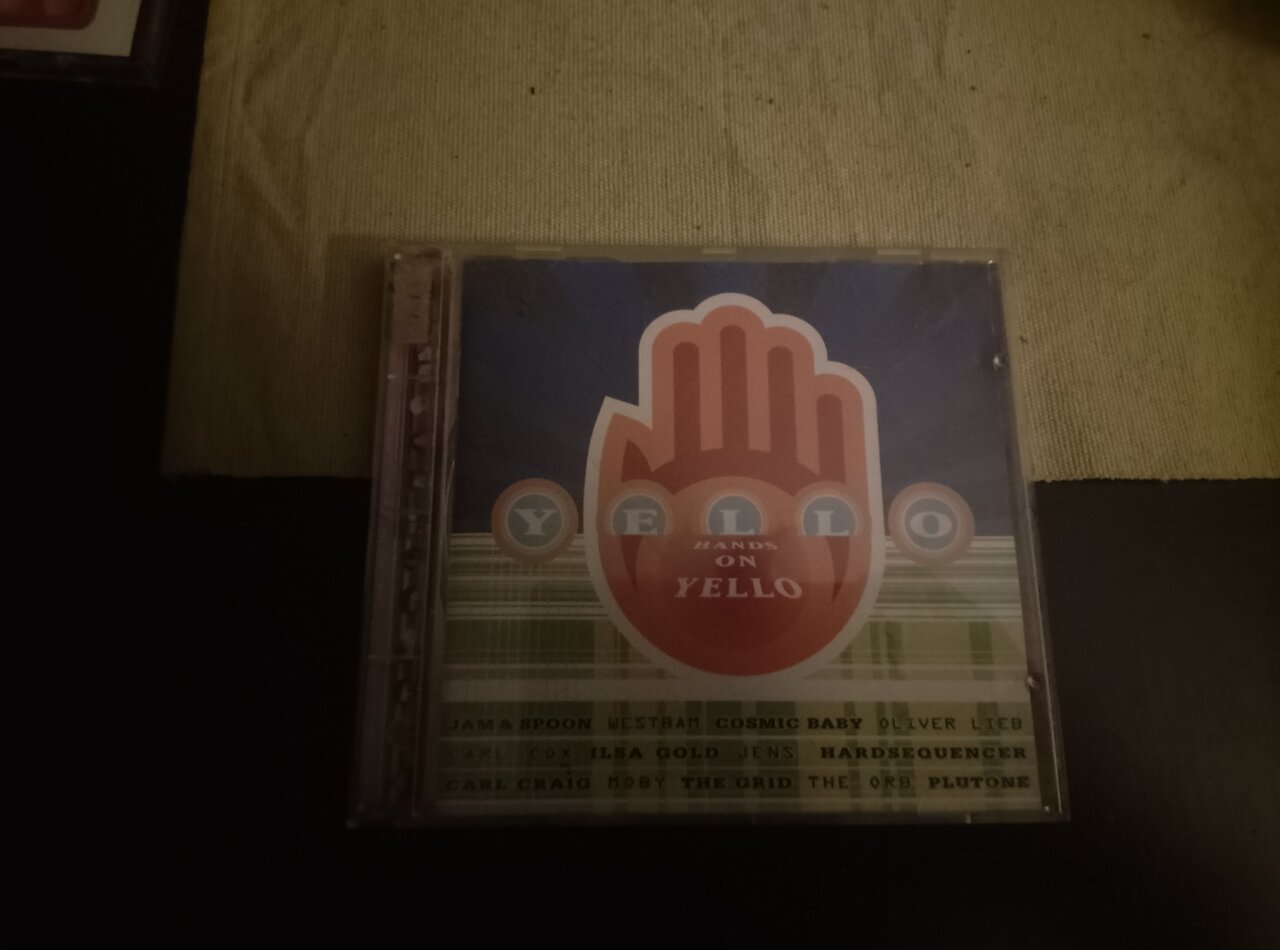 YELLO
HANDS
ON
YELLO
JAM & SPOON WESTBAM COSMIC BABY OLIVER LIEB
CARL COX ILSA GOLD JENS HARDSEQUENCER
CARL CRAIG MOBY THE GRID THE ORB PLUTONE